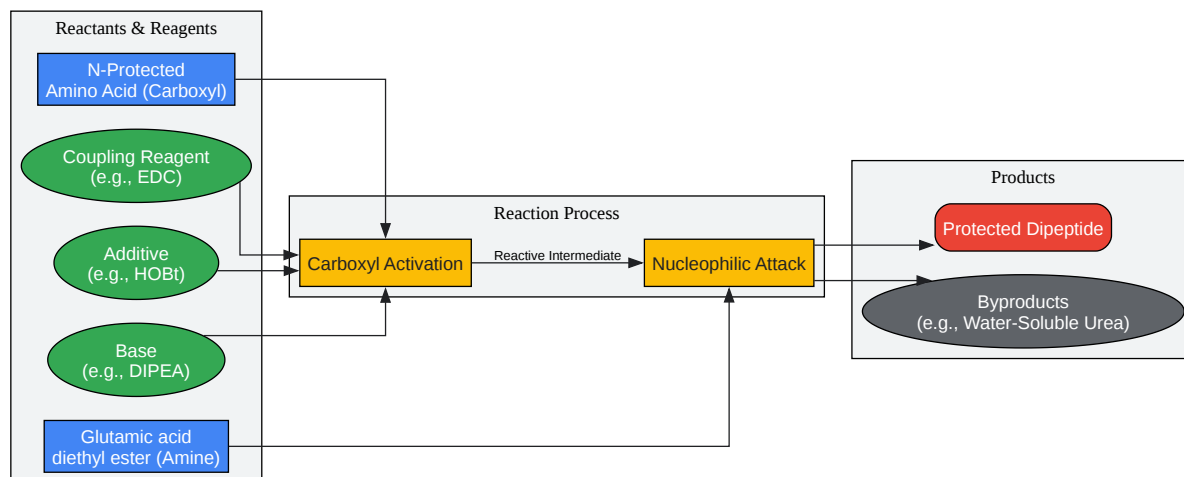 Reactants & Reagents
N-Protected
Amino Acid (Carboxyl)
Coupling Reagent
(e.g., EDC)
Additive
(e.g., HOBt)
Base
(e.g., DIPEA)
Glutamic acid
diethyl ester (Amine)
Reaction Process
Carboxyl Activation
Reactive Intermediate
Nucleophilic Attack
Products
Protected Dipeptide
Byproducts
(e.g., Water-Soluble Urea)